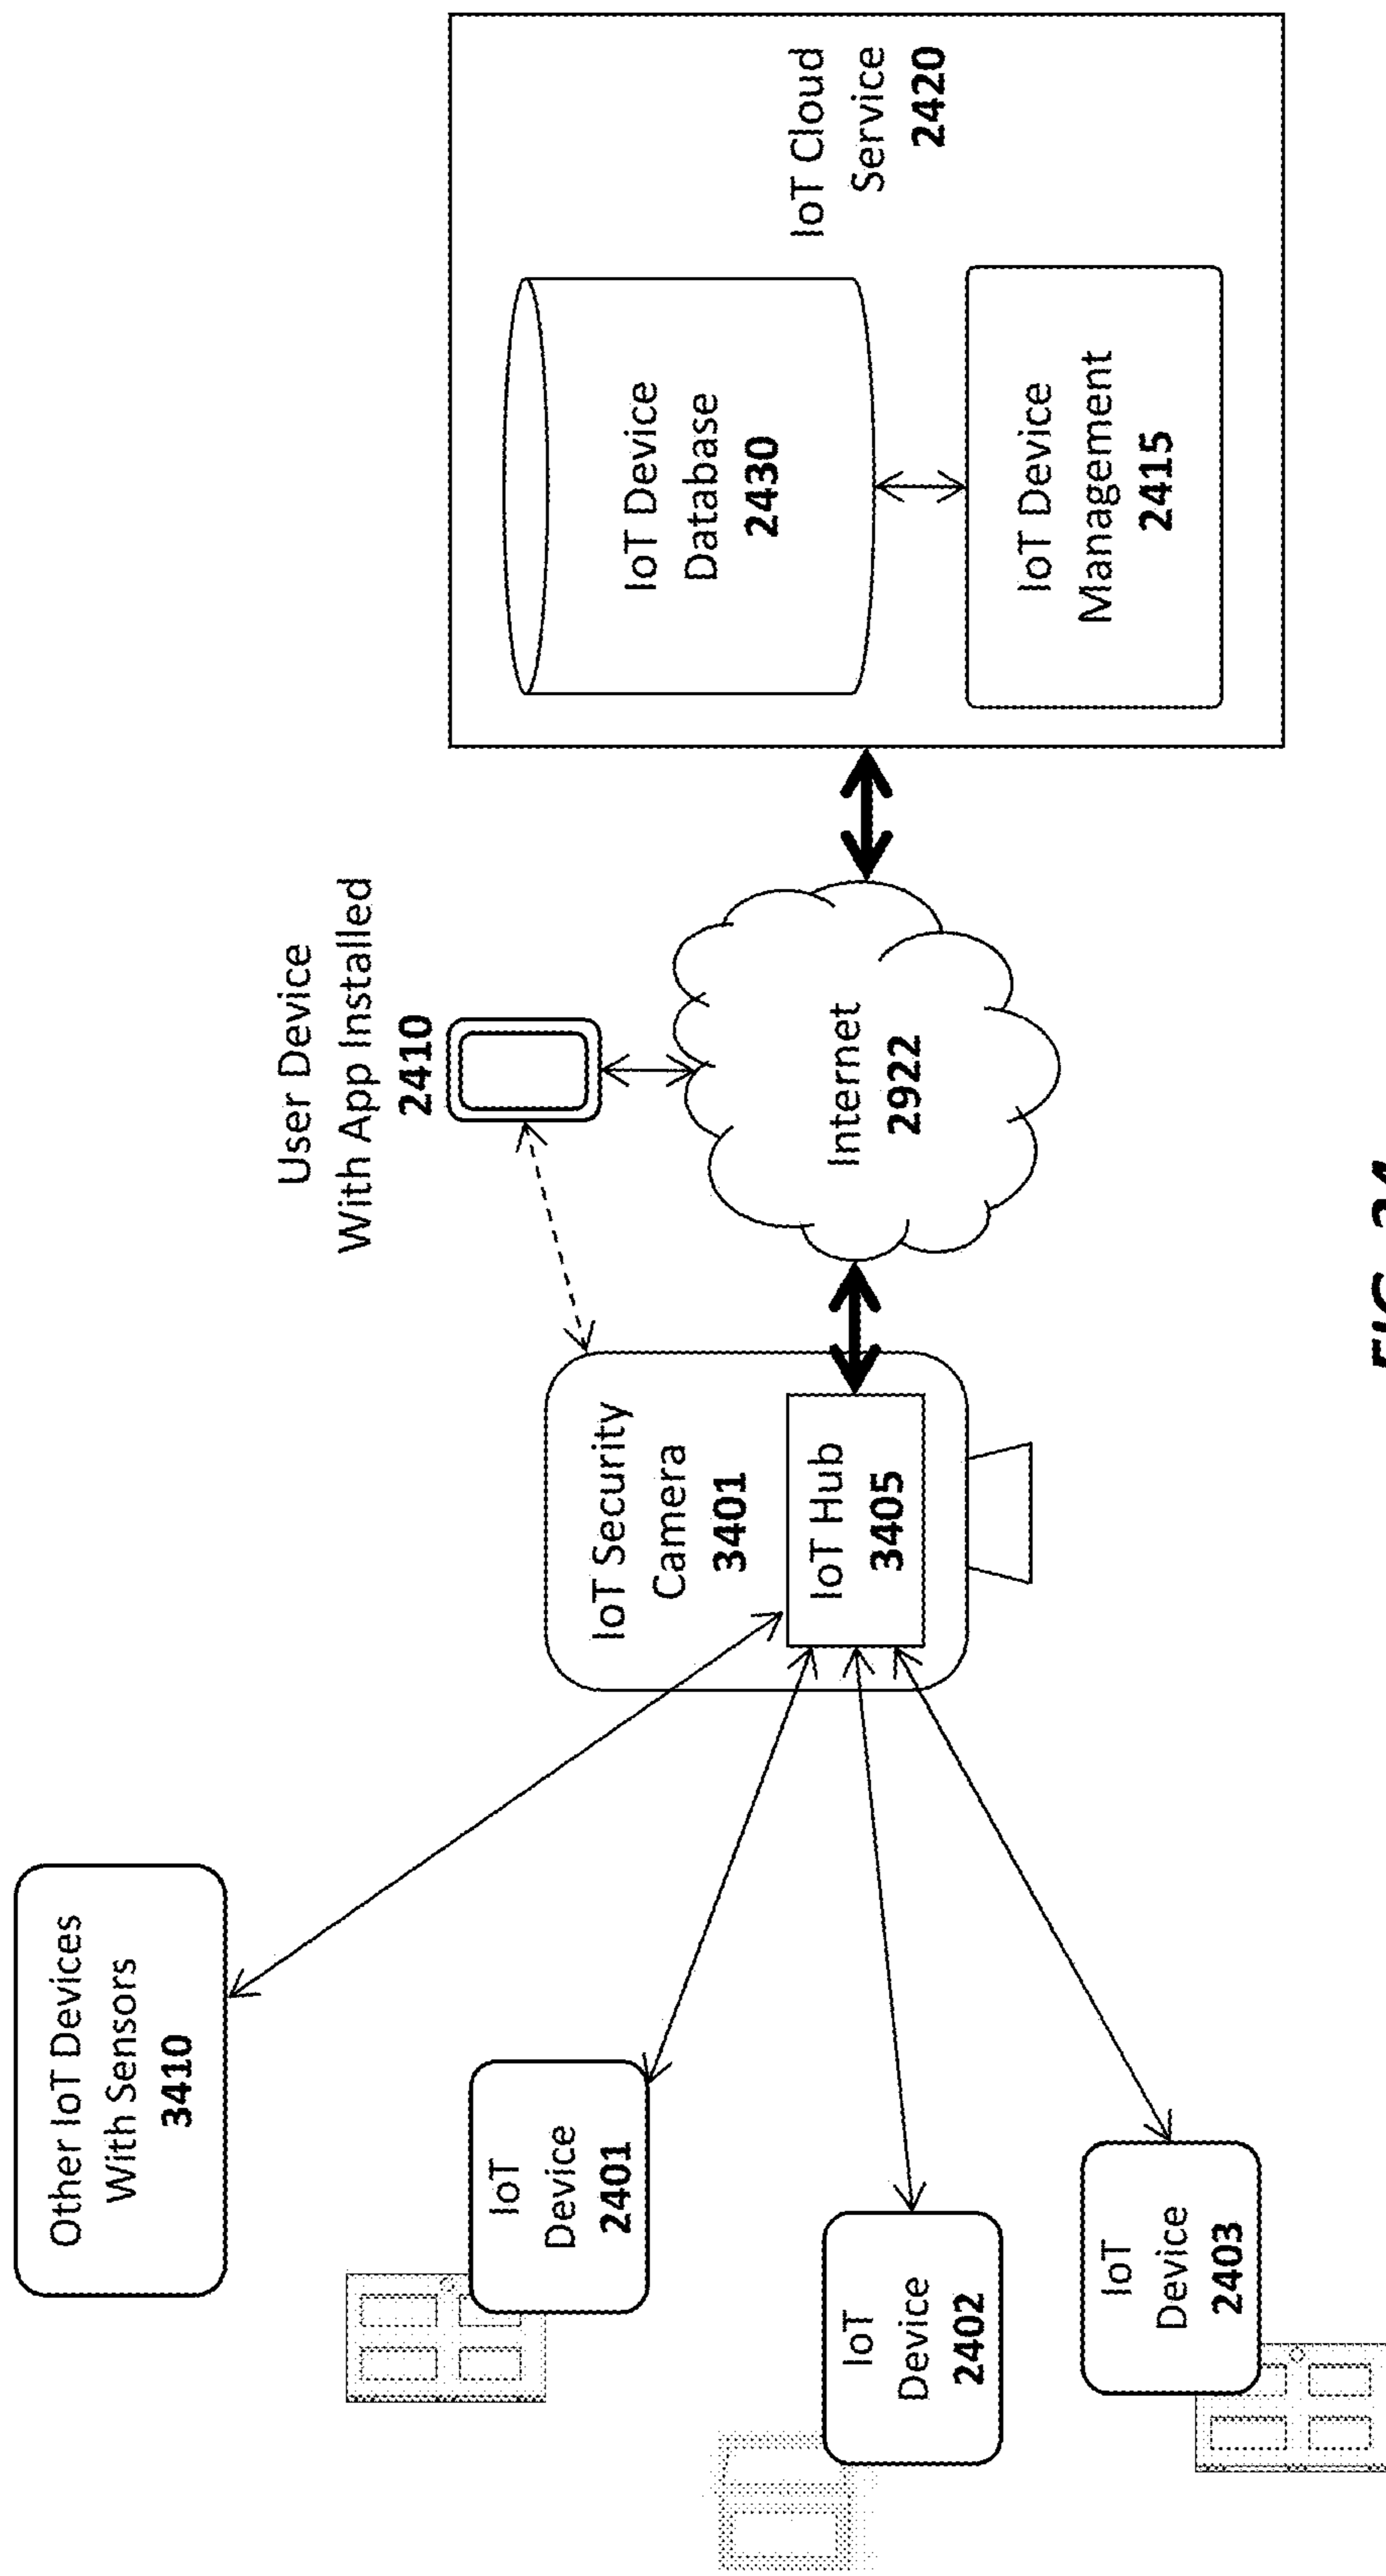 Other IoT Devices
With Sensors
3410
IoT
Device
2401
IoT
Device
2402
IoT
Device
2403
IoT Security
Camera
3401
IoT Hub
3405
User Device
With App Installed
2410
Internet
2922
IoT Device
Database
2430
IoT Device
Management
2415
IoT Cloud
Service
2420